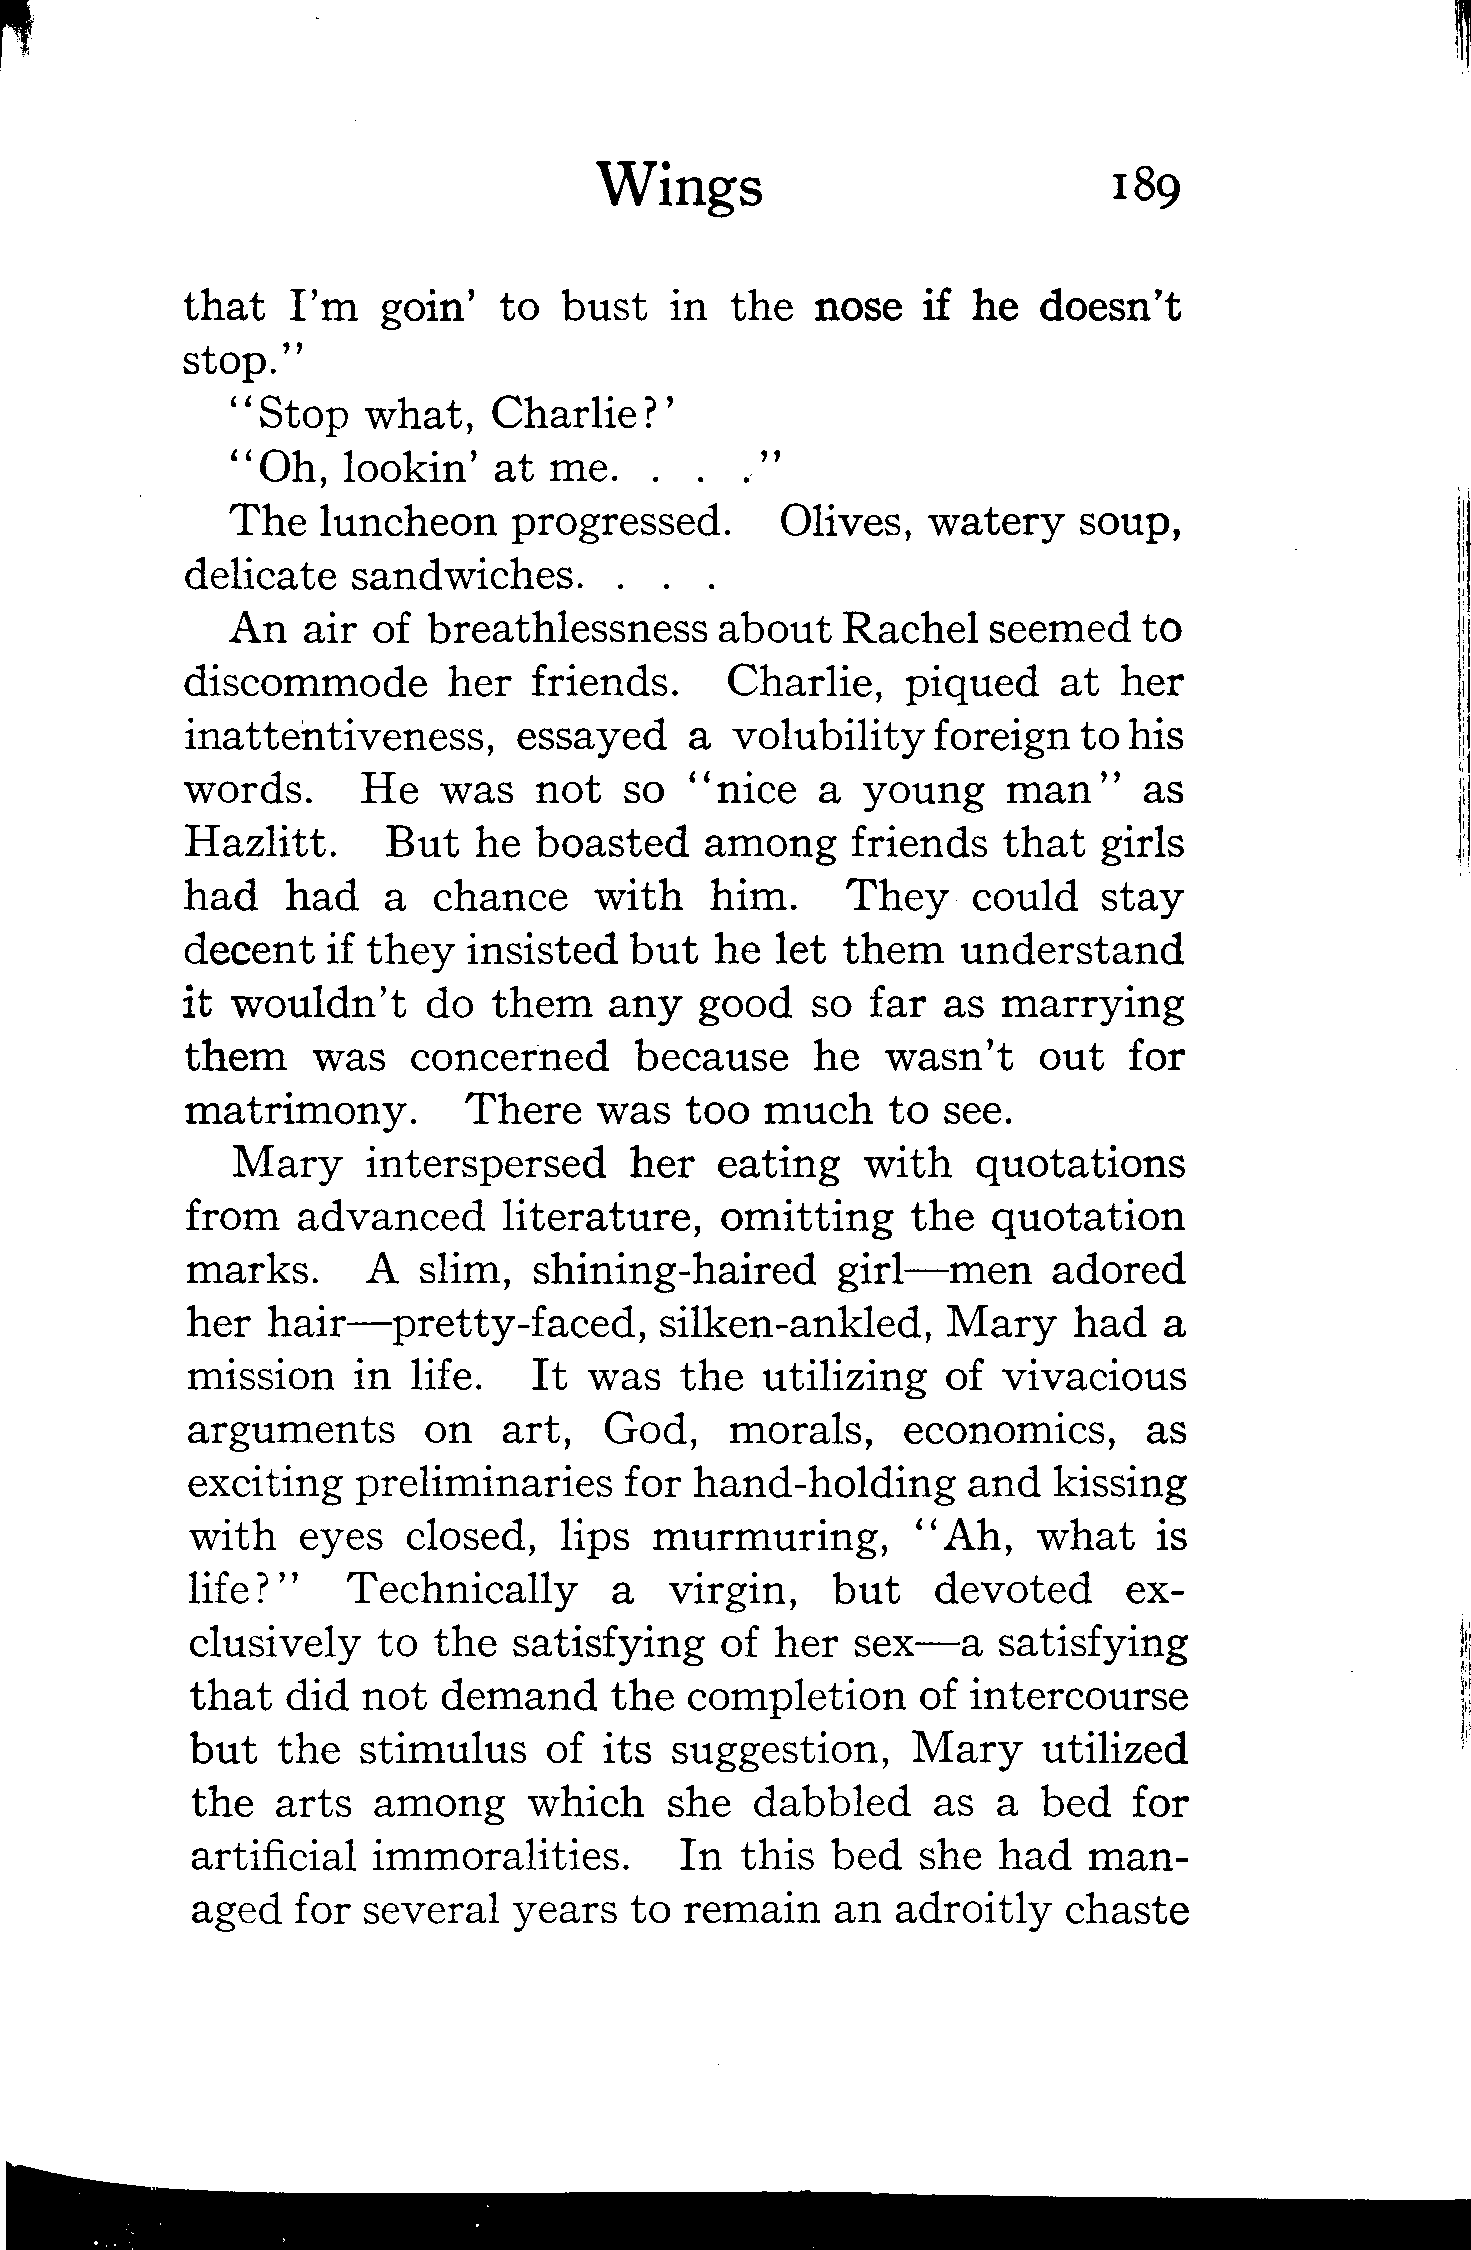 Wings 189
that I'm goin' to bust in the nose if he doesn't
stop."
"Stop what, Charlie?'
"Oh, lookin' at me. . . ."
The luncheon progressed. Olives, watery soup,
delicate sandwiches. . . .
An air of breathlessness about Rachel seemed to
discommode her friends. Charlie, piqued at her
inattentiveness, essayed a volubility foreign to his
words. He was not so "nice a young man" as
Hazlitt. But he boasted among friends that girls
had had a chance with him. They could stay
decent if they insisted but he let them understand
it wouldn't do them any good so far as marrying
them was concerned because he wasn't out for
matrimony. There was too much to see.
Mary interspersed her eating with quotations
from advanced literature, omitting the quotation
marks. A slim, shining-haired girl—men adored
her hair—pretty-faced, silken-ankled, Mary had a
mission in life. It was the utilizing of vivacious
arguments on art, God, morals, economics, as
exciting preliminaries for hand-holding and kissing
with eyes closed, lips murmuring, "Ah, what is
life?" Technically a virgin, but devoted ex-
clusively to the satisfying of her sex—a satisfying
that did not demand the completion of intercourse
but the stimulus of its suggestion, Mary utilized
the arts among which she dabbled as a bed for
artificial immoralities. In this bed she had man-
aged for several years to remain an adroitly chaste